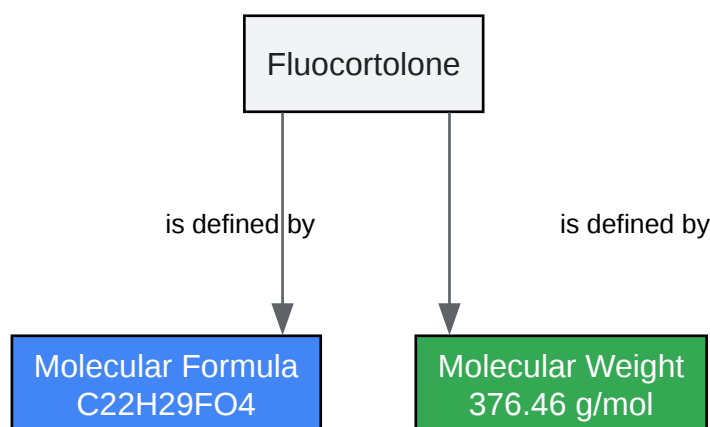 Fluocortolone
is defined by
is defined by
Molecular Formula
C22H29FO4
Molecular Weight
376.46 g/mol